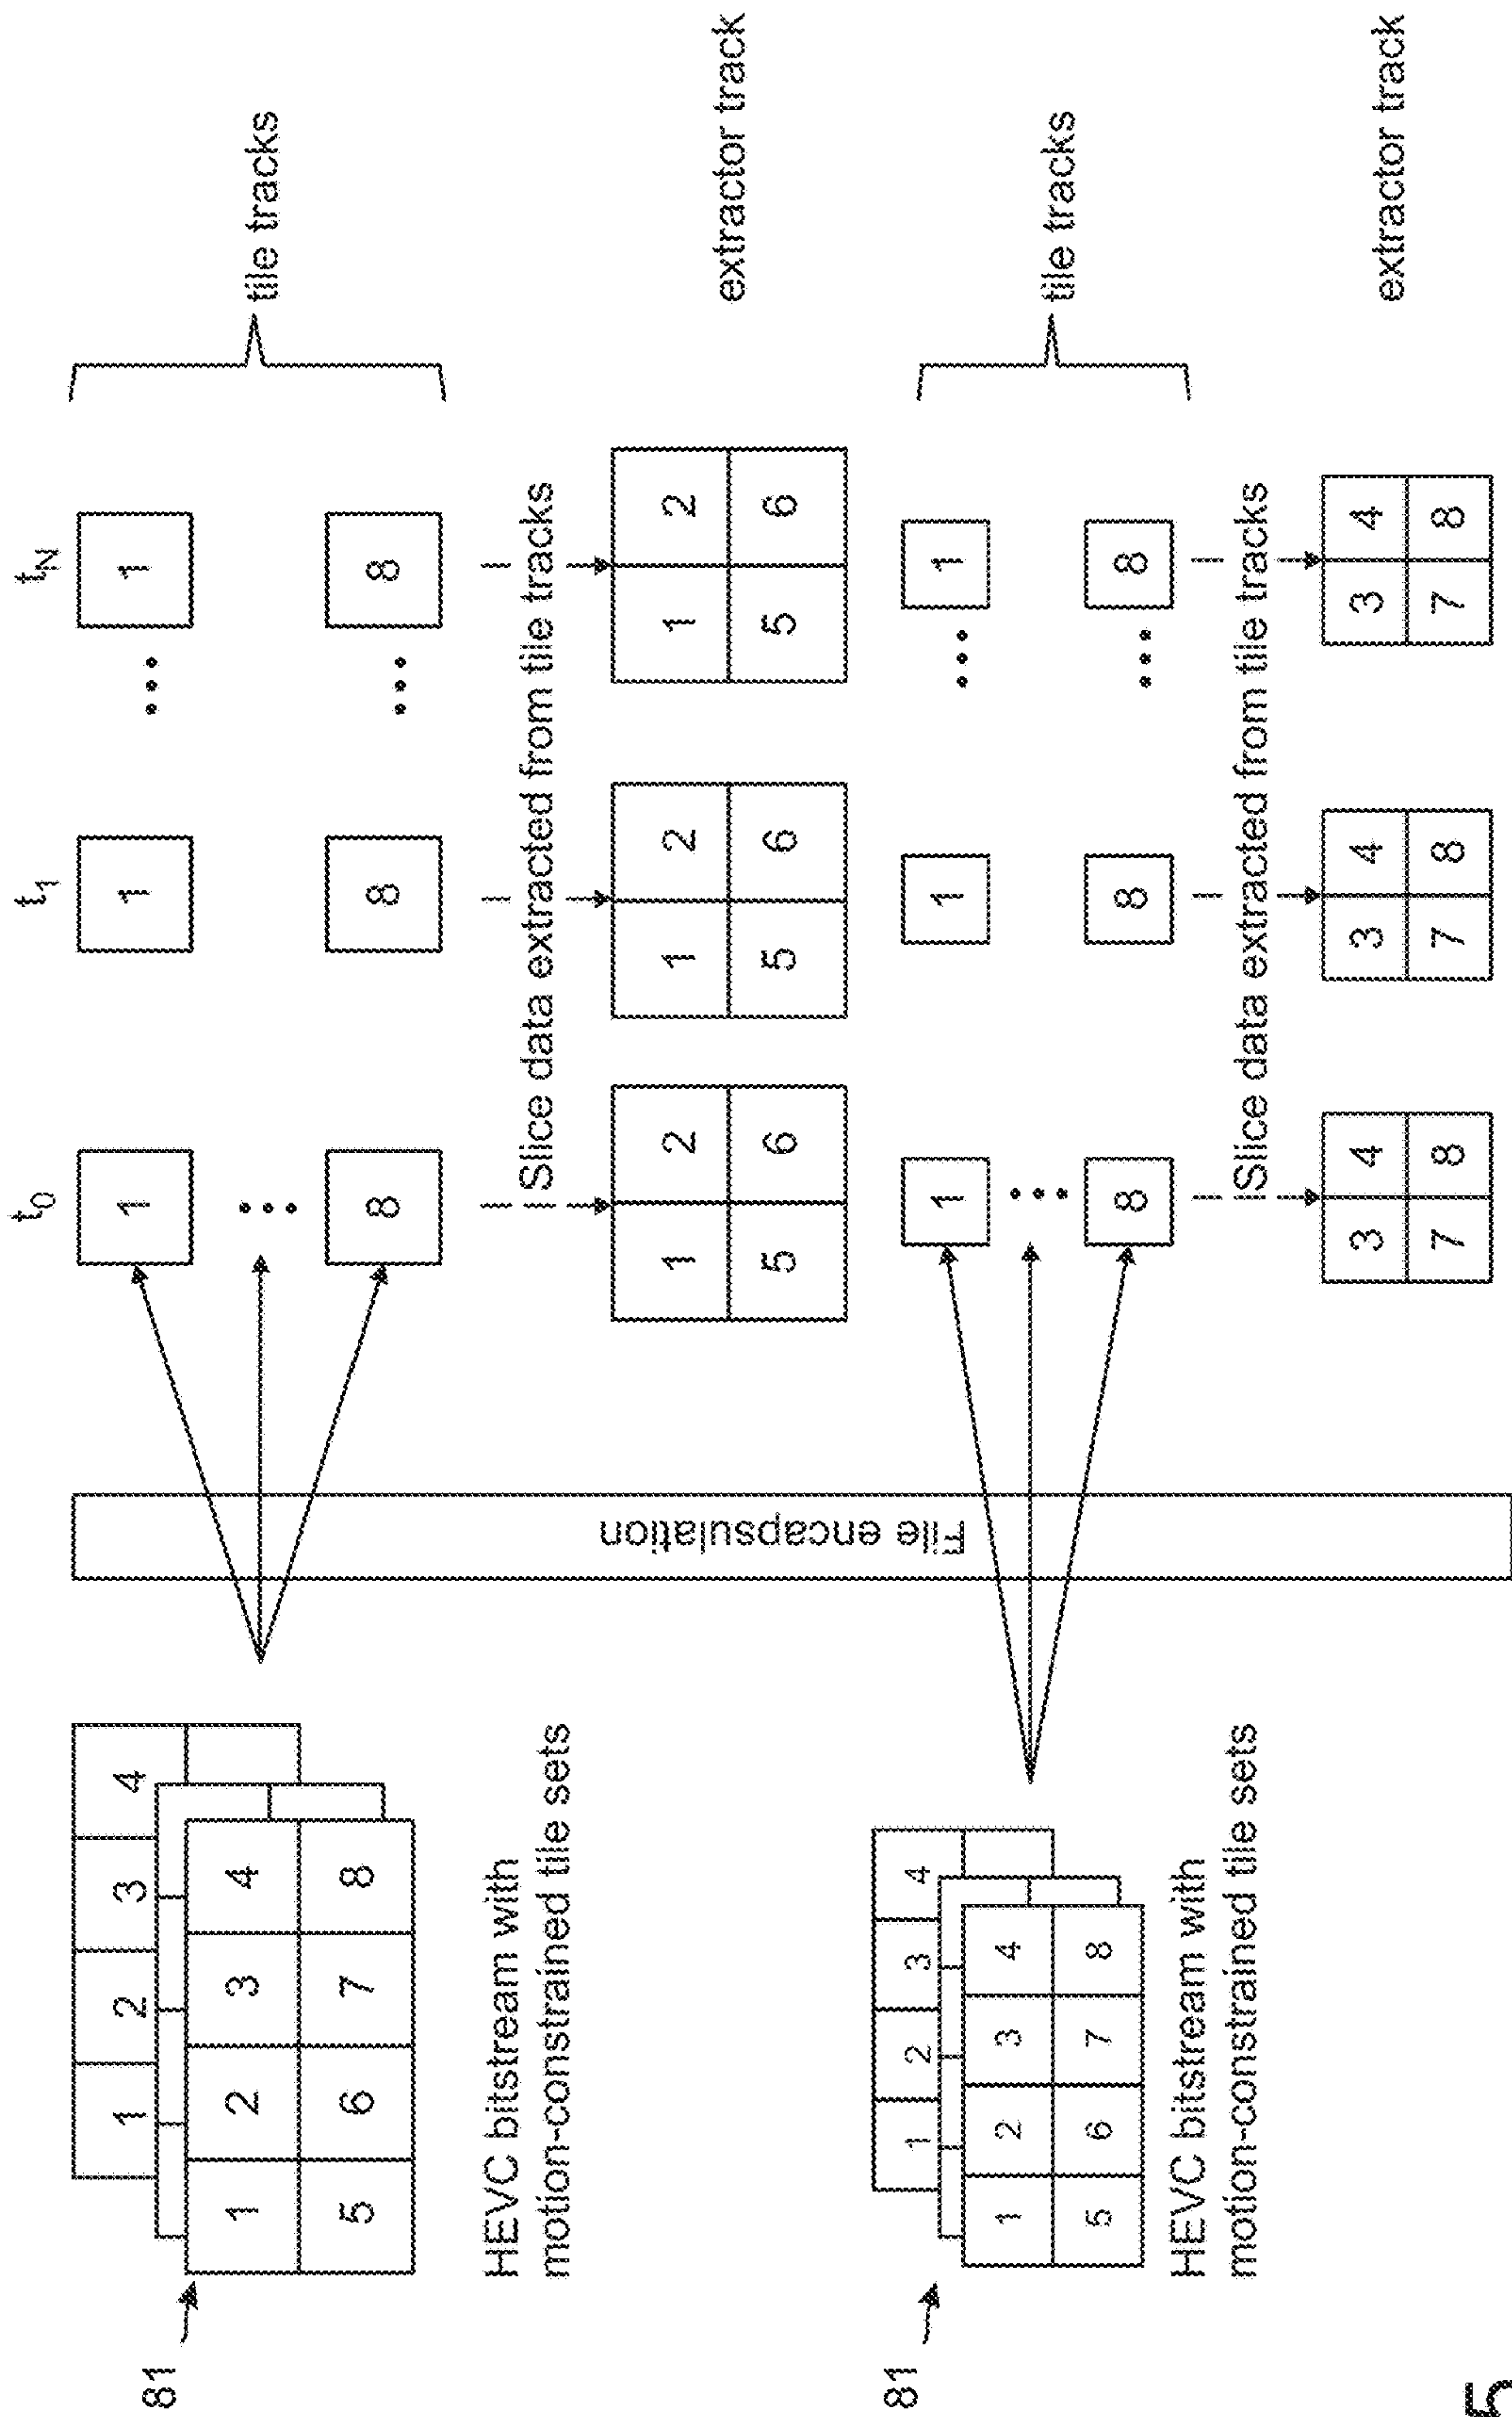 t0 t1 tN
81
1 2 3 4
1 2 3 4
5 6 7 8
HEVC bitstream with
motion-constrained tile sets
File encapsulation
1 1 ... 1 ...
...
8 8 ... 8
tile tracks
Slice data extracted from tile tracks
1 2 1 2 1 2
5 6 5 6 5 6
extractor track
81
1 2 3 4
1 2 3 4
5 6 7 8
HEVC bitstream with
motion-constrained tile sets
1 1 ... 1
...
8 8 ... 8
tile tracks
Slice data extracted from tile tracks
3 4 3 4 3 4
7 8 7 8 7 8
extractor track
5